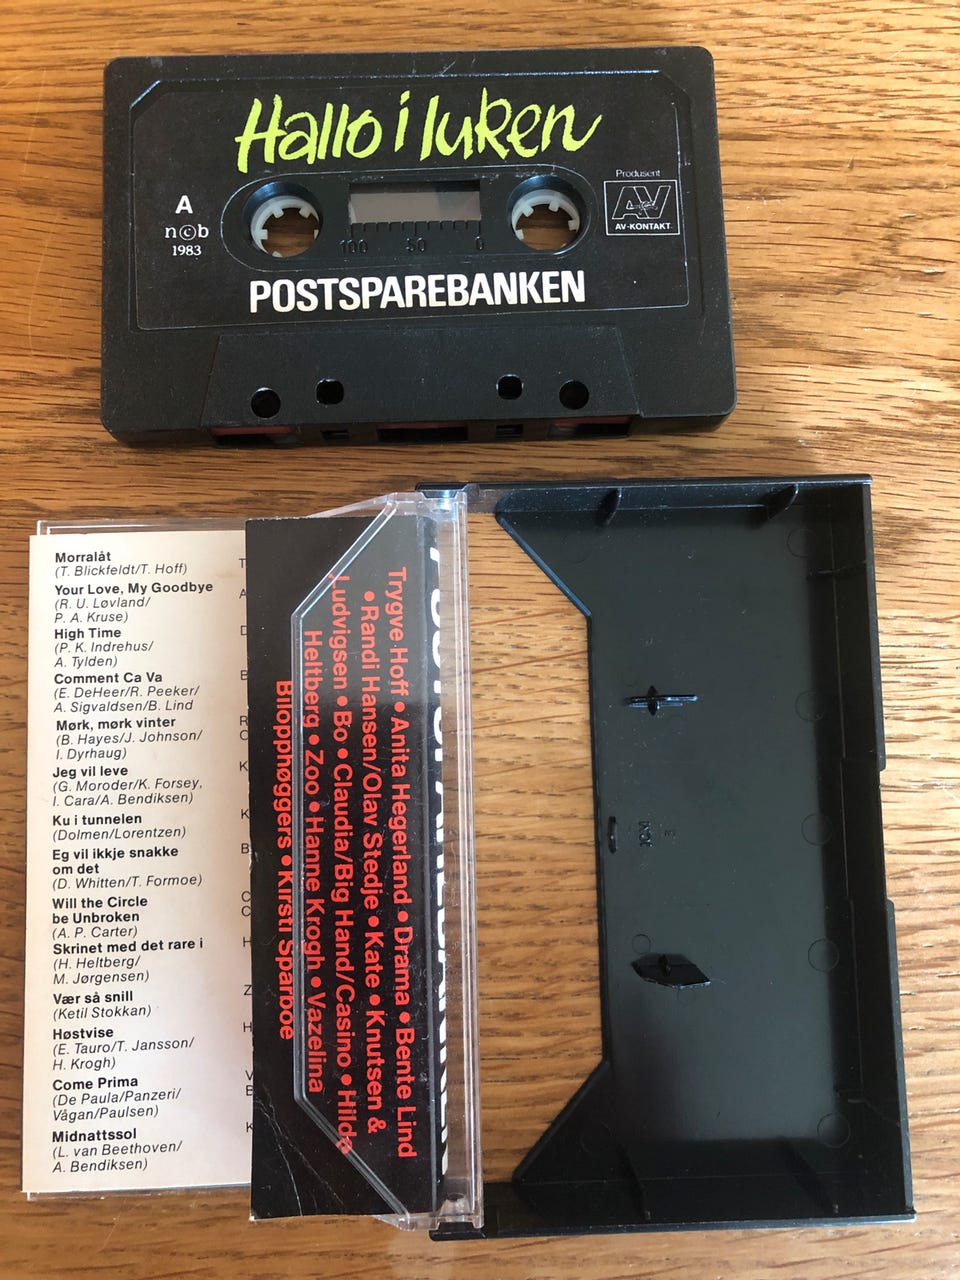 Hallo i luken
A
n©b
1983
Produsent
AV
AV-KONTAKT
100 50 0
POSTSPAREBANKEN
Morralåt
(T. Blickfeldt/T. Hoff)
Your Love, My Goodbye
(R. U. Løvland/
P. A. Kruse)
High Time
(P. K. Indrehus/
A. Tylden)
Comment Ca Va
(E. DeHeer/R. Peeker/
A. Sigvaldsen/B. Lind
Mørk, mørk vinter
(B. Hayes/J. Johnson/
I. Dyrhaug)
Jeg vil leve
(G. Moroder/K. Forsey,
I. Cara/A. Bendiksen)
Ku i tunnelen
(Dolmen/Lorentzen)
Eg vil ikkje snakke
om det
(D. Whitten/T. Formoe)
Will the Circle
be Unbroken
(A. P. Carter)
Skrinet med det rare i
(H. Heltberg/
M. Jørgensen)
Vær så snill
(Ketil Stokkan)
Høstvise
(E. Tauro/T. Jansson/
H. Krogh)
Come Prima
(De Paula/Panzeri/
Vågan/Paulsen)
Midnattssol
(L. van Beethoven/
A. Bendiksen)
Trygve Hoff • Anita Hegerland • Drama • Bente Lind
• Randi Hansen/Olav Stedje • Kate • Knutsen &
Ludvigsen • Bo • Claudia/Big Hand/Casino • Hilde
Heltberg • Zoo • Hanne Krogh • Vazelina
Bilopphøggers • Kirsti Sparboe